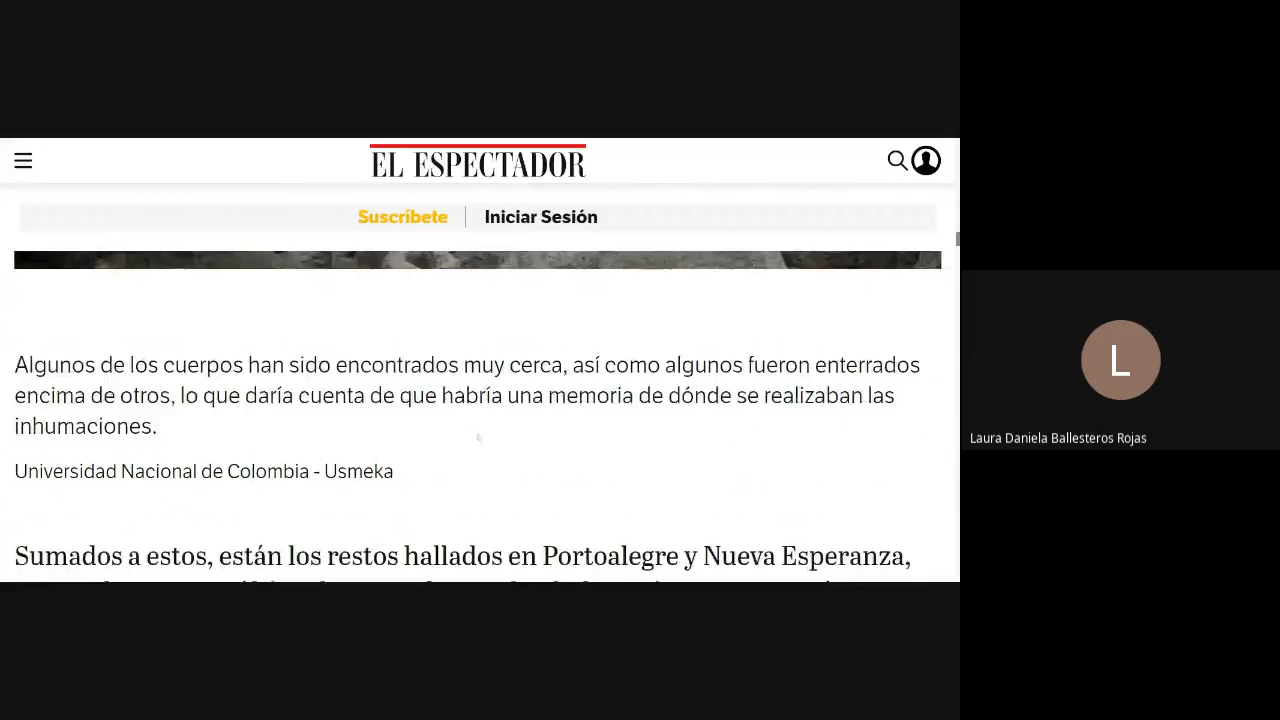 EL ESPECTADOR
Suscríbete
Iniciar Sesión
Algunos de los cuerpos han sido encontrados muy cerca, así como algunos fueron enterrados
encima de otros, lo que daría cuenta de que habría una memoria de dónde se realizaban las
inhumaciones.
Universidad Nacional de Colombia - Usmeka
Sumados a estos, están los restos hallados en Portoalegre y Nueva Esperanza,
L
Laura Daniela Ballesteros Rojas